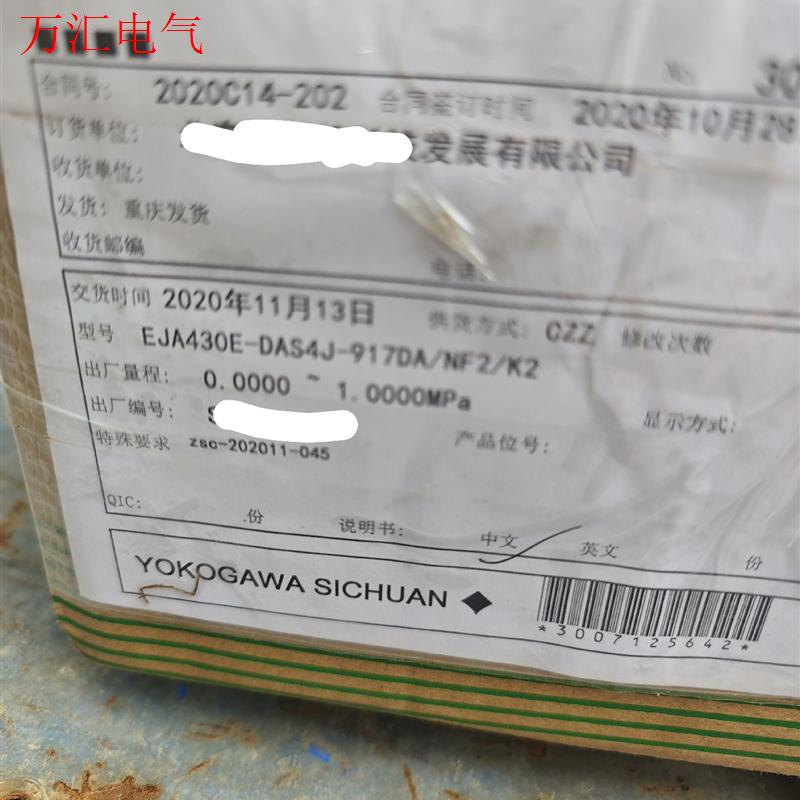 万汇电气
No: 30
合同号: 2020C14-202 合同签订时间 2020年10月28
订货单位: 发展有限公司
收货单位:
发货: 重庆发货
收货邮编
电话:
交货时间 2020年11月13日 供货方式: CZZ 修改次数
型号 EJA430E-DAS4J-917DA/NF2/K2
出厂量程: 0.0000 ~ 1.0000MPa
出厂编号: S 显示方式:
特殊要求 zsc-202011-045 产品位号:
QIC: 份 说明书: 中文 英文 份
YOKOGAWA SICHUAN
*3007125642*